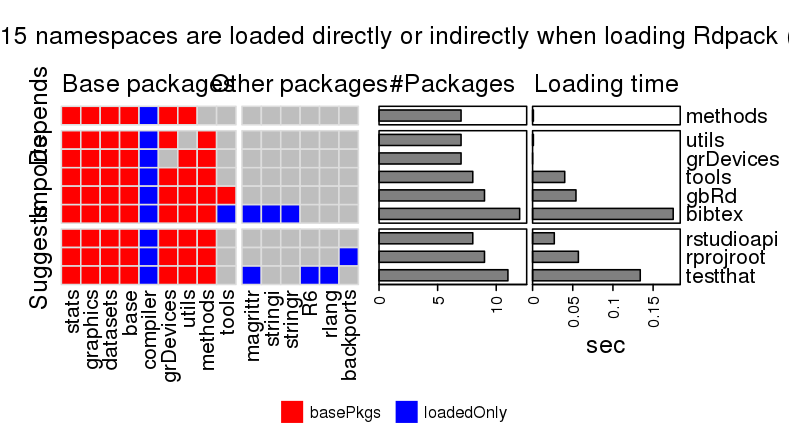 15 namespaces are loaded directly or indirectly when loading Rdpack (
Base packages
Other packages
#Packages
Loading time
Depends
Imports
Suggests
methods
utils
grDevices
tools
gbRd
bibtex
rstudioapi
rprojroot
testthat
stats
graphics
datasets
base
compiler
grDevices
utils
methods
tools
magrittr
stringi
stringr
R6
rlang
backports
0
5
10
0
0.05
0.1
0.15
sec
basePkgs
loadedOnly